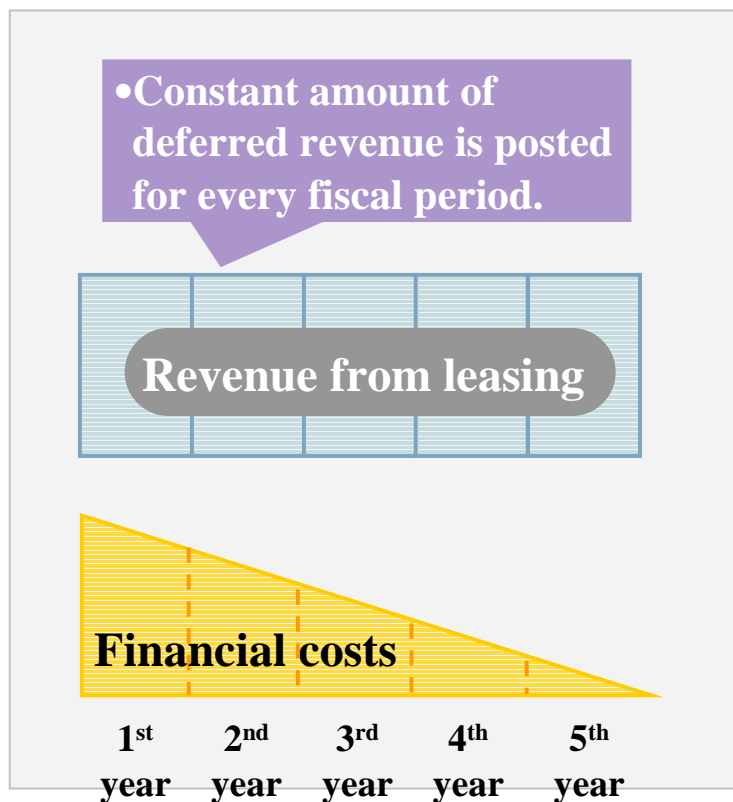 •Constant amount of
deferred revenue is posted
for every fiscal period.
Revenue from leasing
Financial costs
1st 2nd 3rd 4th 5th
year year year year year